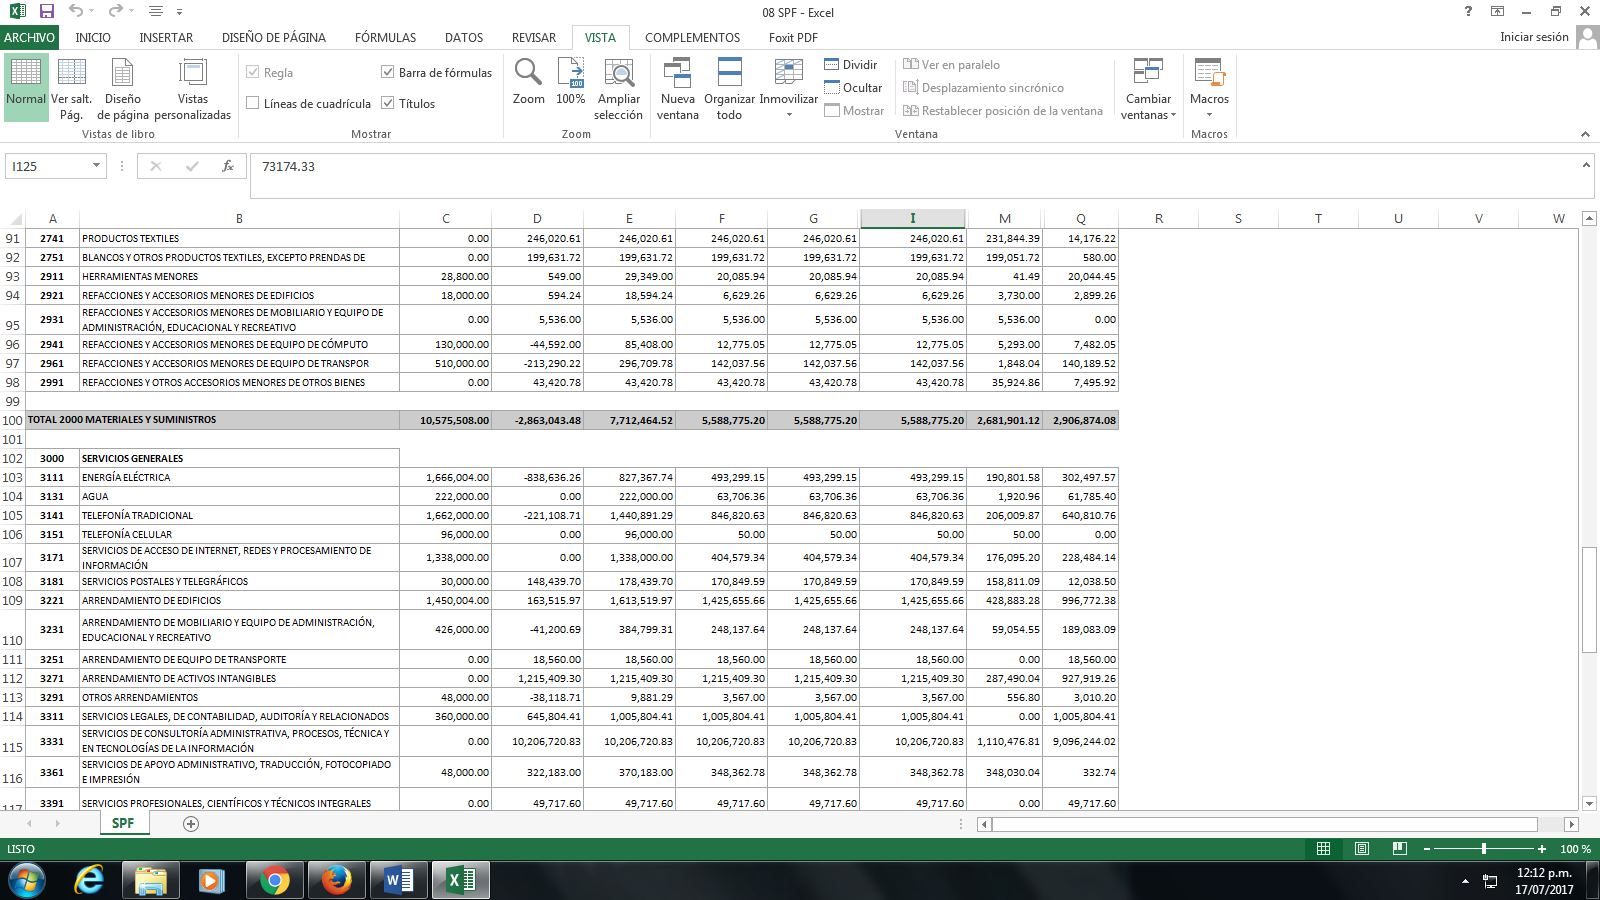 08 SPF - Excel
?
ARCHIVO INICIO INSERTAR DISEÑO DE PÁGINA FÓRMULAS DATOS REVISAR VISTA COMPLEMENTOS Foxit PDF Iniciar sesión
Regla Barra de fórmulas
Líneas de cuadrícula Títulos
Normal Ver salt. Pág. Diseño de página Vistas personalizadas
Zoom 100% Ampliar selección
Nueva ventana Organizar todo Inmovilizar
Dividir Ver en paralelo
Ocultar Desplazamiento sincrónico
Mostrar Restablecer posición de la ventana
Cambiar ventanas Macros
Vistas de libro Mostrar Zoom Ventana Macros
I125 fx 73174.33
A B C D E F G I M Q R S T U V W
91 2741 PRODUCTOS TEXTILES 0.00 246,020.61 246,020.61 246,020.61 246,020.61 246,020.61 231,844.39 14,176.22
92 2751 BLANCOS Y OTROS PRODUCTOS TEXTILES, EXCEPTO PRENDAS DE 0.00 199,631.72 199,631.72 199,631.72 199,631.72 199,631.72 199,051.72 580.00
93 2911 HERRAMIENTAS MENORES 28,800.00 549.00 29,349.00 20,085.94 20,085.94 20,085.94 41.49 20,044.45
94 2921 REFACCIONES Y ACCESORIOS MENORES DE EDIFICIOS 18,000.00 594.24 18,594.24 6,629.26 6,629.26 6,629.26 3,730.00 2,899.26
95 2931 REFACCIONES Y ACCESORIOS MENORES DE MOBILIARIO Y EQUIPO DE
ADMINISTRACIÓN, EDUCACIONAL Y RECREATIVO 0.00 5,536.00 5,536.00 5,536.00 5,536.00 5,536.00 5,536.00 0.00
96 2941 REFACCIONES Y ACCESORIOS MENORES DE EQUIPO DE CÓMPUTO 130,000.00 -44,592.00 85,408.00 12,775.05 12,775.05 12,775.05 5,293.00 7,482.05
97 2961 REFACCIONES Y ACCESORIOS MENORES DE EQUIPO DE TRANSPOR 510,000.00 -213,290.22 296,709.78 142,037.56 142,037.56 142,037.56 1,848.04 140,189.52
98 2991 REFACCIONES Y OTROS ACCESORIOS MENORES DE OTROS BIENES 0.00 43,420.78 43,420.78 43,420.78 43,420.78 43,420.78 35,924.86 7,495.92
99
100 TOTAL 2000 MATERIALES Y SUMINISTROS 10,575,508.00 -2,863,043.48 7,712,464.52 5,588,775.20 5,588,775.20 5,588,775.20 2,681,901.12 2,906,874.08
101
102 3000 SERVICIOS GENERALES
103 3111 ENERGÍA ELÉCTRICA 1,666,004.00 -838,636.26 827,367.74 493,299.15 493,299.15 493,299.15 190,801.58 302,497.57
104 3131 AGUA 222,000.00 0.00 222,000.00 63,706.36 63,706.36 63,706.36 1,920.96 61,785.40
105 3141 TELEFONÍA TRADICIONAL 1,662,000.00 -221,108.71 1,440,891.29 846,820.63 846,820.63 846,820.63 206,009.87 640,810.76
106 3151 TELEFONÍA CELULAR 96,000.00 0.00 96,000.00 50.00 50.00 50.00 50.00 0.00
107 3171 SERVICIOS DE ACCESO DE INTERNET, REDES Y PROCESAMIENTO DE
INFORMACIÓN 1,338,000.00 0.00 1,338,000.00 404,579.34 404,579.34 404,579.34 176,095.20 228,484.14
108 3181 SERVICIOS POSTALES Y TELEGRÁFICOS 30,000.00 148,439.70 178,439.70 170,849.59 170,849.59 170,849.59 158,811.09 12,038.50
109 3221 ARRENDAMIENTO DE EDIFICIOS 1,450,004.00 163,515.97 1,613,519.97 1,425,655.66 1,425,655.66 1,425,655.66 428,883.28 996,772.38
110 3231 ARRENDAMIENTO DE MOBILIARIO Y EQUIPO DE ADMINISTRACIÓN,
EDUCACIONAL Y RECREATIVO 426,000.00 -41,200.69 384,799.31 248,137.64 248,137.64 248,137.64 59,054.55 189,083.09
111 3251 ARRENDAMIENTO DE EQUIPO DE TRANSPORTE 0.00 18,560.00 18,560.00 18,560.00 18,560.00 18,560.00 0.00 18,560.00
112 3271 ARRENDAMIENTO DE ACTIVOS INTANGIBLES 0.00 1,215,409.30 1,215,409.30 1,215,409.30 1,215,409.30 1,215,409.30 287,490.04 927,919.26
113 3291 OTROS ARRENDAMIENTOS 48,000.00 -38,118.71 9,881.29 3,567.00 3,567.00 3,567.00 556.80 3,010.20
114 3311 SERVICIOS LEGALES, DE CONTABILIDAD, AUDITORÍA Y RELACIONADOS 360,000.00 645,804.41 1,005,804.41 1,005,804.41 1,005,804.41 1,005,804.41 0.00 1,005,804.41
115 3331 SERVICIOS DE CONSULTORÍA ADMINISTRATIVA, PROCESOS, TÉCNICA Y
EN TECNOLOGÍAS DE LA INFORMACIÓN 0.00 10,206,720.83 10,206,720.83 10,206,720.83 10,206,720.83 10,206,720.83 1,110,476.81 9,096,244.02
116 3361 SERVICIOS DE APOYO ADMINISTRATIVO, TRADUCCIÓN, FOTOCOPIADO
E IMPRESIÓN 48,000.00 322,183.00 370,183.00 348,362.78 348,362.78 348,362.78 348,030.04 332.74
117 3391 SERVICIOS PROFESIONALES, CIENTÍFICOS Y TÉCNICOS INTEGRALES 0.00 49,717.60 49,717.60 49,717.60 49,717.60 49,717.60 0.00 49,717.60
SPF
LISTO 100 %
12:12 p.m.
17/07/2017